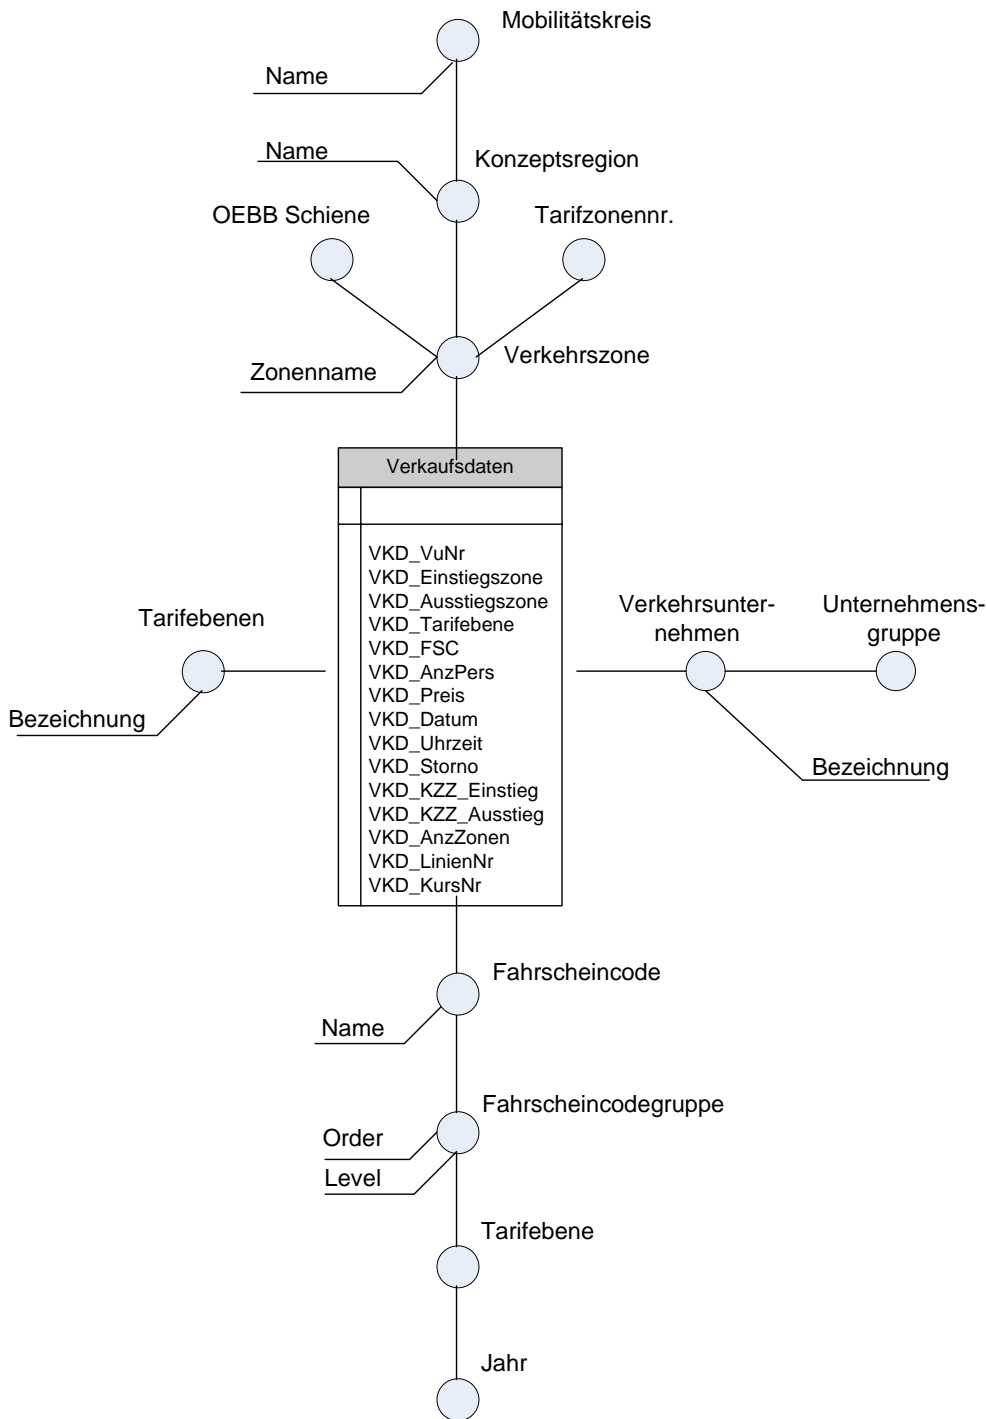 Mobilitätskreis
Name
Name
Konzeptsregion
OEBB Schiene
Tarifzonennr.
Verkehrszone
Zonenname
Verkaufsdaten
VKD_VuNr
VKD_Einstiegszone
VKD_Ausstiegszone
VKD_Tarifebene
VKD_FSC
VKD_AnzPers
VKD_Preis
VKD_Datum
VKD_Uhrzeit
VKD_Storno
VKD_KZZ_Einstieg
VKD_KZZ_Ausstieg
VKD_AnzZonen
VKD_LinienNr
VKD_KursNr
Tarifebenen
Bezeichnung
Verkehrsunter-
nehmen
Unternehmens-
gruppe
Bezeichnung
Fahrscheincode
Name
Fahrscheincodegruppe
Order
Level
Tarifebene
Jahr